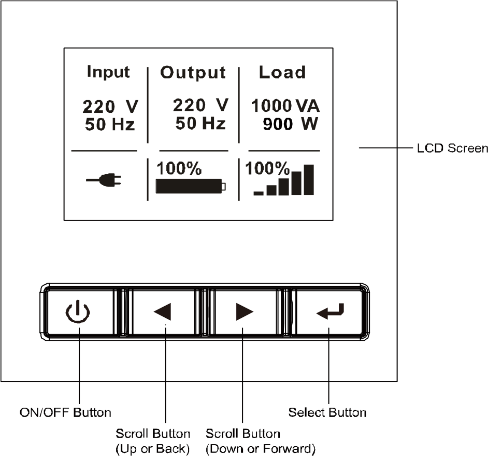 Input Output Load
220 V 220 V 1000 VA
50 Hz 50 Hz 900 W
100% 100%
LCD Screen
ON/OFF Button
Select Button
Scroll Button
(Up or Back)
Scroll Button
(Down or Forward)